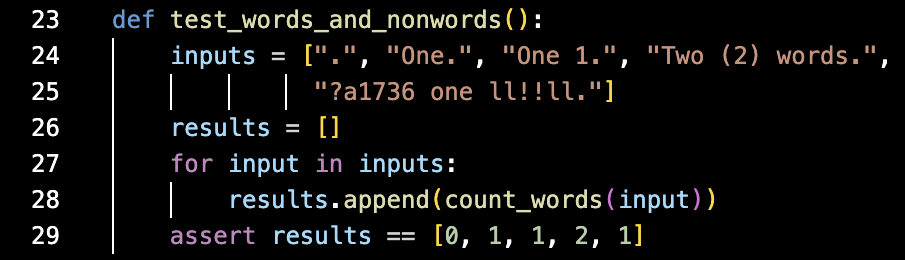 23 def test_words_and_nonwords():
24     inputs = [".", "One.", "One 1.", "Two (2) words.",
25               "?a1736 one ll!!ll."]
26     results = []
27     for input in inputs:
28         results.append(count_words(input))
29     assert results == [0, 1, 1, 2, 1]